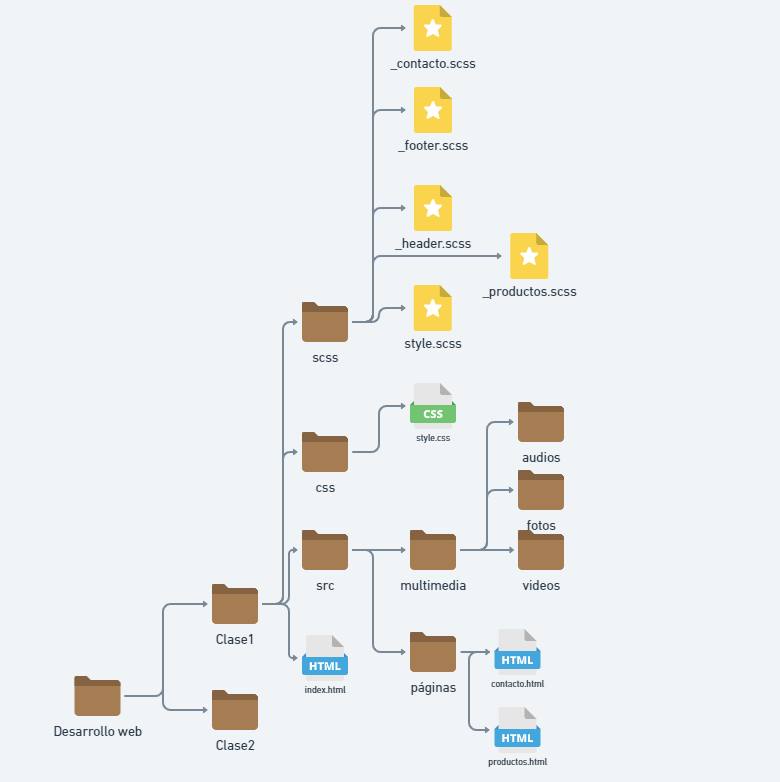 _contacto.scss
_footer.scss
_header.scss
_productos.scss
style.scss
scss
CSS
style.css
css
audios
fotos
src
multimedia
videos
Clase1
HTML
index.html
páginas
HTML
contacto.html
Desarrollo web
Clase2
HTML
productos.html